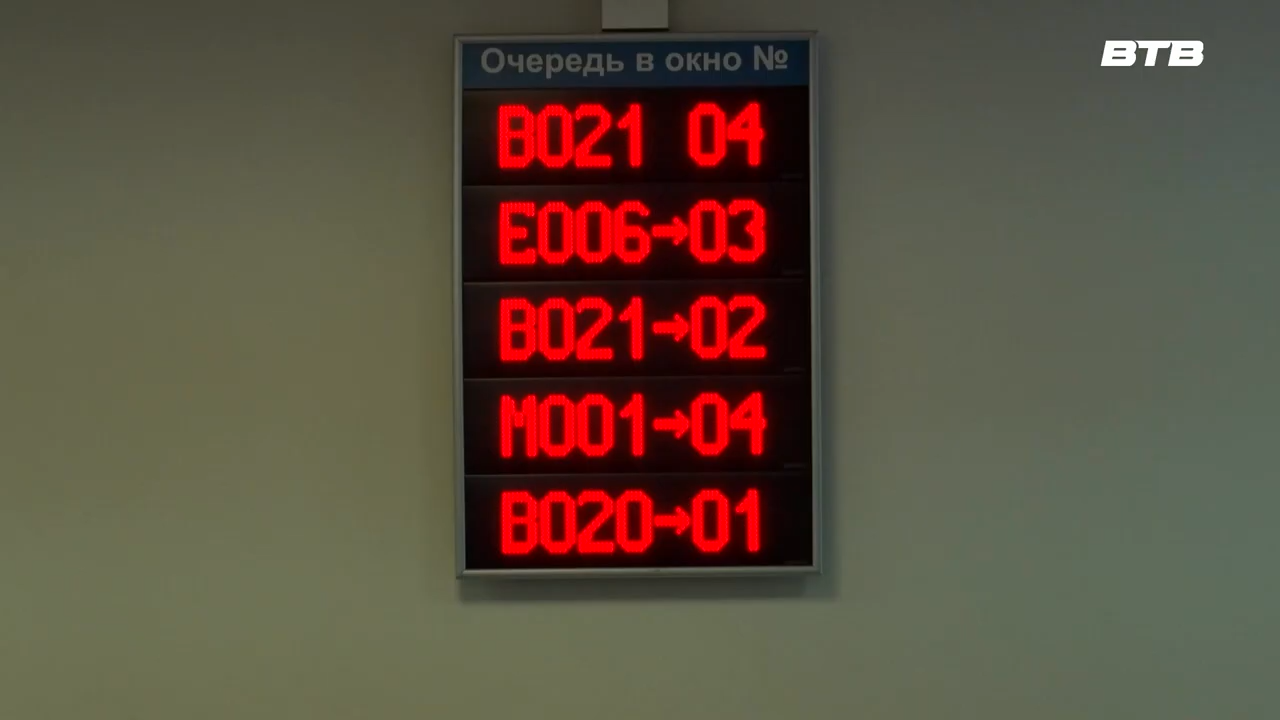 Очередь в окно №
ВТВ
В021 04
Е006→03
В021→02
М001→04
В020→01